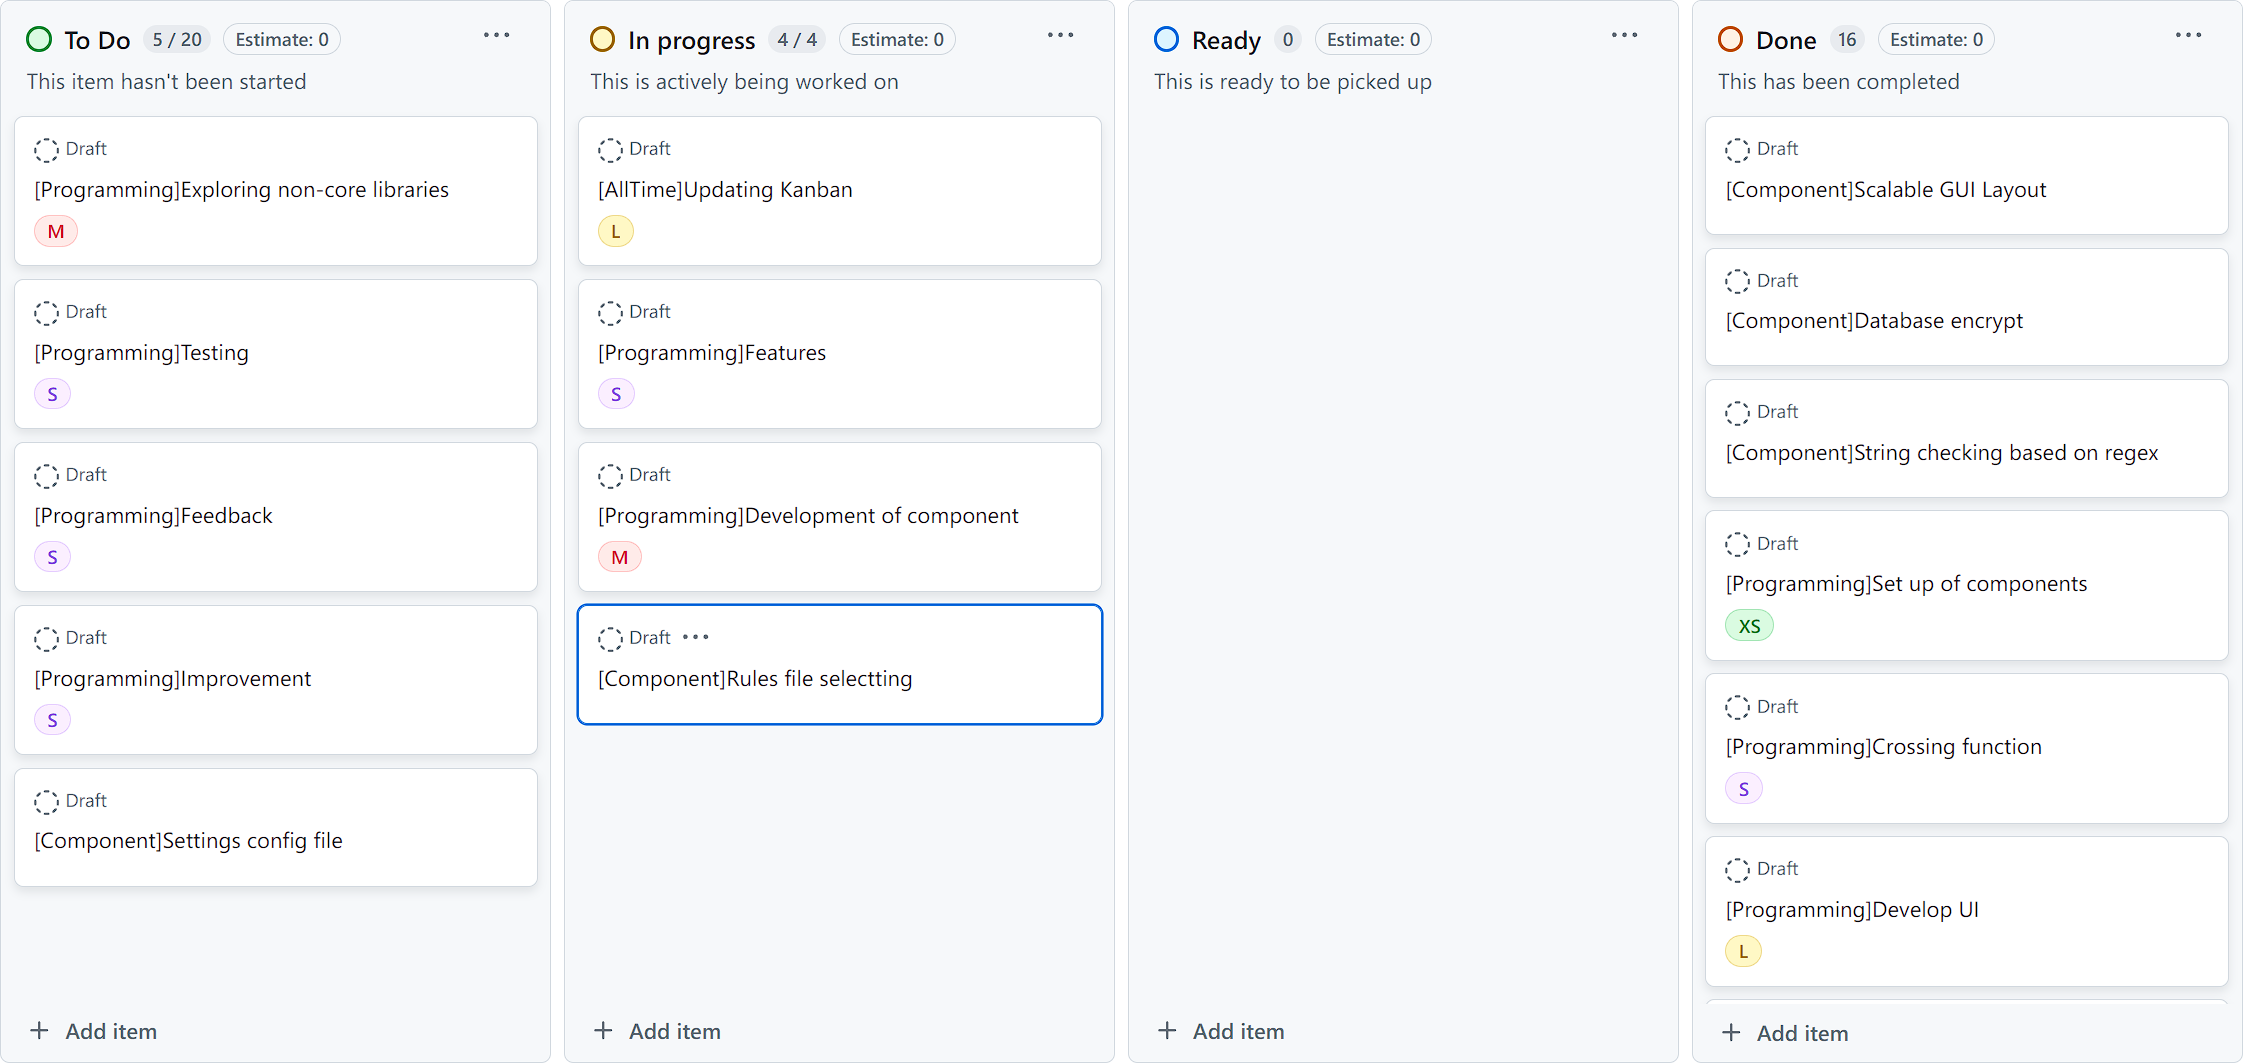 To Do 5 / 20 Estimate: 0
This item hasn't been started
Draft
[Programming]Exploring non-core libraries
M
Draft
[Programming]Testing
S
Draft
[Programming]Feedback
S
Draft
[Programming]Improvement
S
Draft
[Component]Settings config file
Add item
In progress 4 / 4 Estimate: 0
This is actively being worked on
Draft
[AllTime]Updating Kanban
L
Draft
[Programming]Features
S
Draft
[Programming]Development of component
M
Draft
[Component]Rules file selectting
Add item
Ready 0 Estimate: 0
This is ready to be picked up
Add item
Done 16 Estimate: 0
This has been completed
Draft
[Component]Scalable GUI Layout
Draft
[Component]Database encrypt
Draft
[Component]String checking based on regex
Draft
[Programming]Set up of components
XS
Draft
[Programming]Crossing function
S
Draft
[Programming]Develop UI
L
Add item